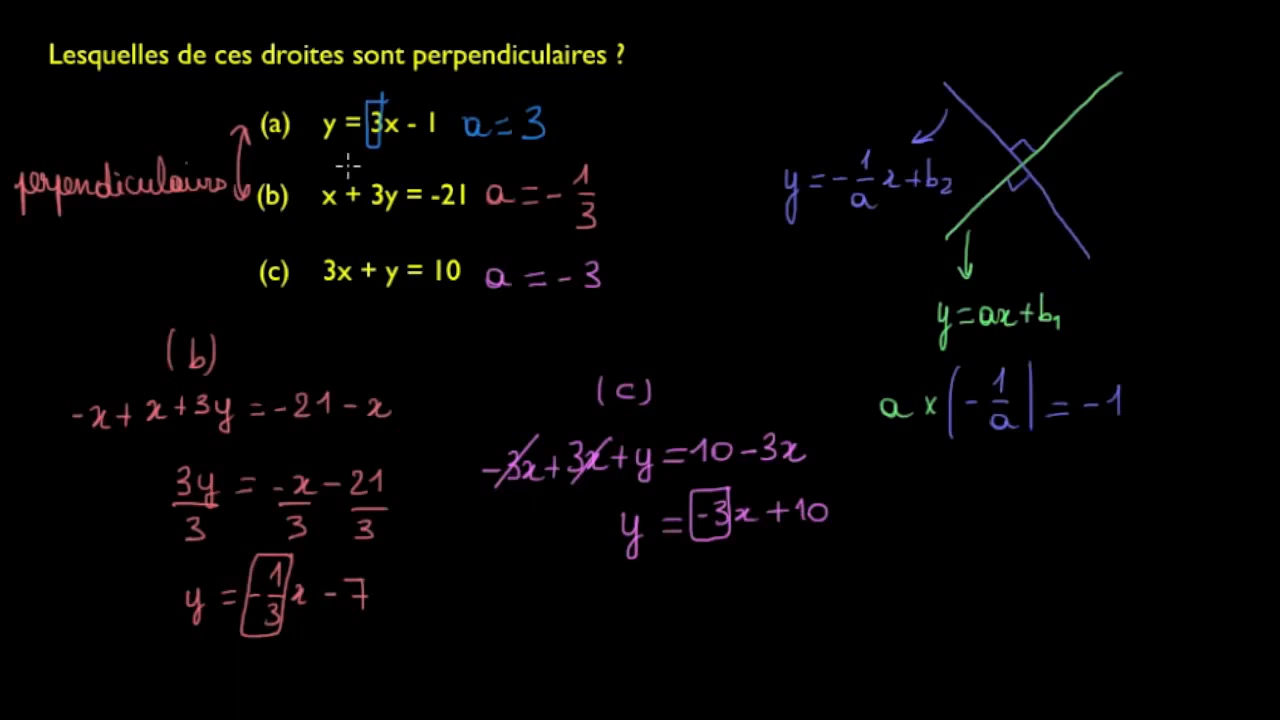 Lesquelles de ces droites sont perpendiculaires ?
(a) y = 3x - 1 a = 3
perpendiculaires
(b) x + 3y = -21 a = - 1/3
(c) 3x + y = 10 a = - 3
y = - 1/a x + b2
y = ax + b1
a × (- 1/a) = - 1
(b)
-x + x + 3y = -21 - x
3y/3 = -x/3 - 21/3
y = - 1/3 x - 7
(c)
-3x + 3x + y = 10 - 3x
y = -3x + 10